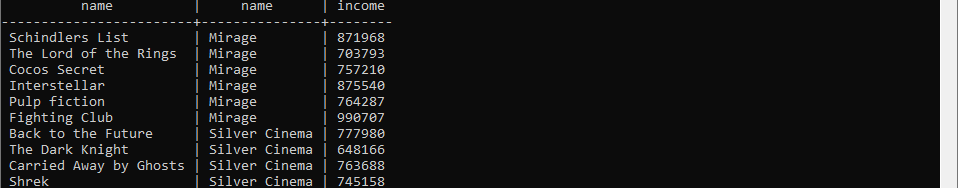 name | name | income
------------------------+---------------+--------
Schindlers List | Mirage | 871968
The Lord of the Rings | Mirage | 703793
Cocos Secret | Mirage | 757210
Interstellar | Mirage | 875540
Pulp fiction | Mirage | 764287
Fighting Club | Mirage | 990707
Back to the Future | Silver Cinema | 777980
The Dark Knight | Silver Cinema | 648166
Carried Away by Ghosts | Silver Cinema | 763688
Shrek | Silver Cinema | 745158